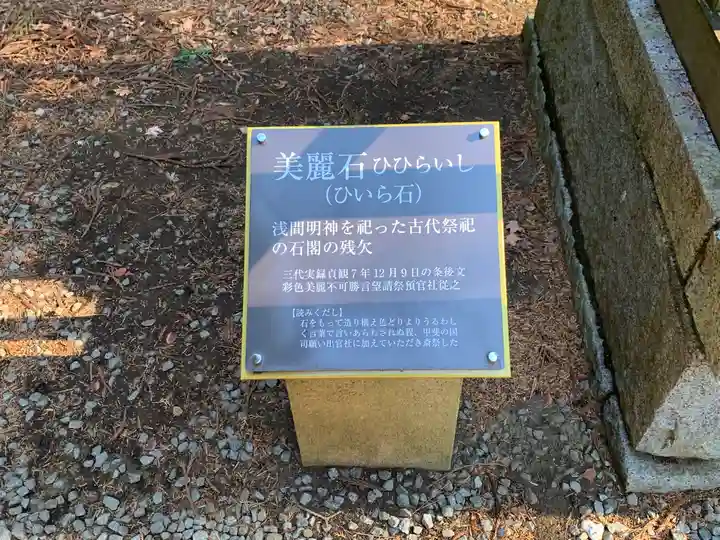 美麗石 ひひらいし
（ひいら石）
浅間明神を祀った古代祭祀
の石閣の残欠
三代実録貞観７年１２月９日の条後文
彩色美麗不可勝言望請祭預官社従之
【読みくだし】
石をもって造り構え色どりよりうるわし
く言葉で言いあらわされぬ程、甲斐の国
司願い出官社に加えていただき斎祭した